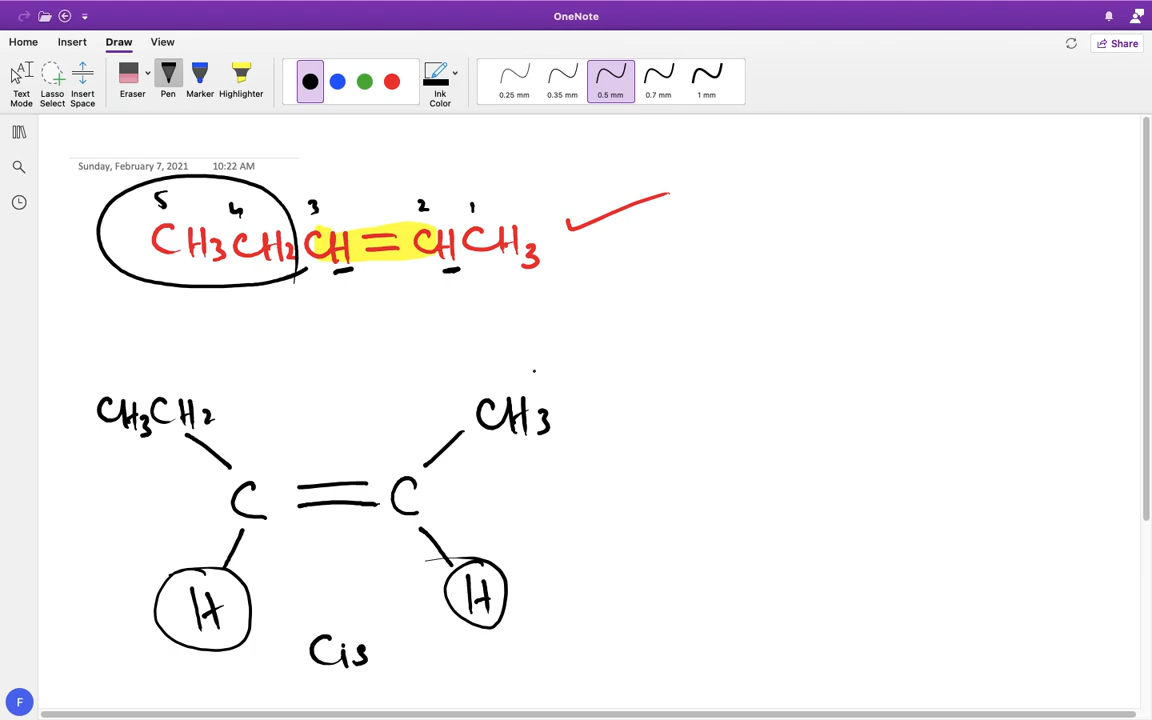 OneNote
Home Insert Draw View Share
Text Mode Lasso Select Insert Space Eraser Pen Marker Highlighter Ink Color 0.25 mm 0.35 mm 0.5 mm 0.7 mm 1 mm
Sunday, February 7, 2021 10:22 AM
5 4 3 2 1
CH3CH2CH=CHCH3
CH3CH2 CH3
C = C
H H
Cis
F